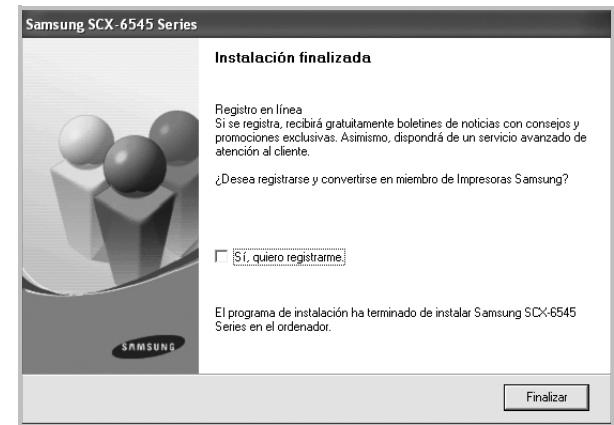 Samsung SCX-6545 Series
Instalación finalizada
Registro en línea
Si se registra, recibirá gratuitamente boletines de noticias con consejos y
promociones exclusivas. Asimismo, dispondrá de un servicio avanzado de
atención al cliente.
¿Desea registrarse y convertirse en miembro de Impresoras Samsung?
Sí, quiero registrarme.
El programa de instalación ha terminado de instalar Samsung SCX-6545
Series en el ordenador.
SAMSUNG
Finalizar